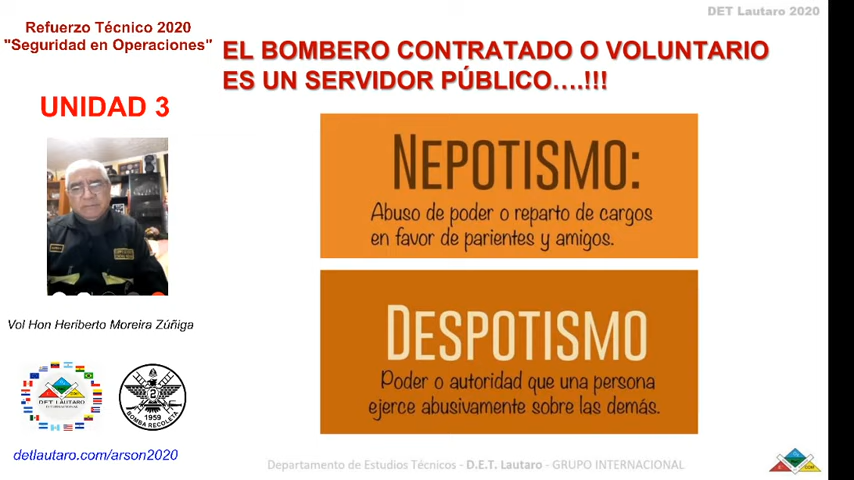 DET Lautaro 2020
Refuerzo Técnico 2020
"Seguridad en Operaciones"
EL BOMBERO CONTRATADO O VOLUNTARIO
ES UN SERVIDOR PÚBLICO....!!!
UNIDAD 3
NEPOTISMO:
Abuso de poder o reparto de cargos
en favor de parientes y amigos.
DESPOTISMO
Poder o autoridad que una persona
ejerce abusivamente sobre las demás.
Vol Hon Heriberto Moreira Zúñiga
D.E.T. LAUTARO
2
1959
BOMBA RECOLETA
detlautaro.com/arson2020
Departamento de Estudios Técnicos - D.E.T. Lautaro - GRUPO INTERNACIONAL